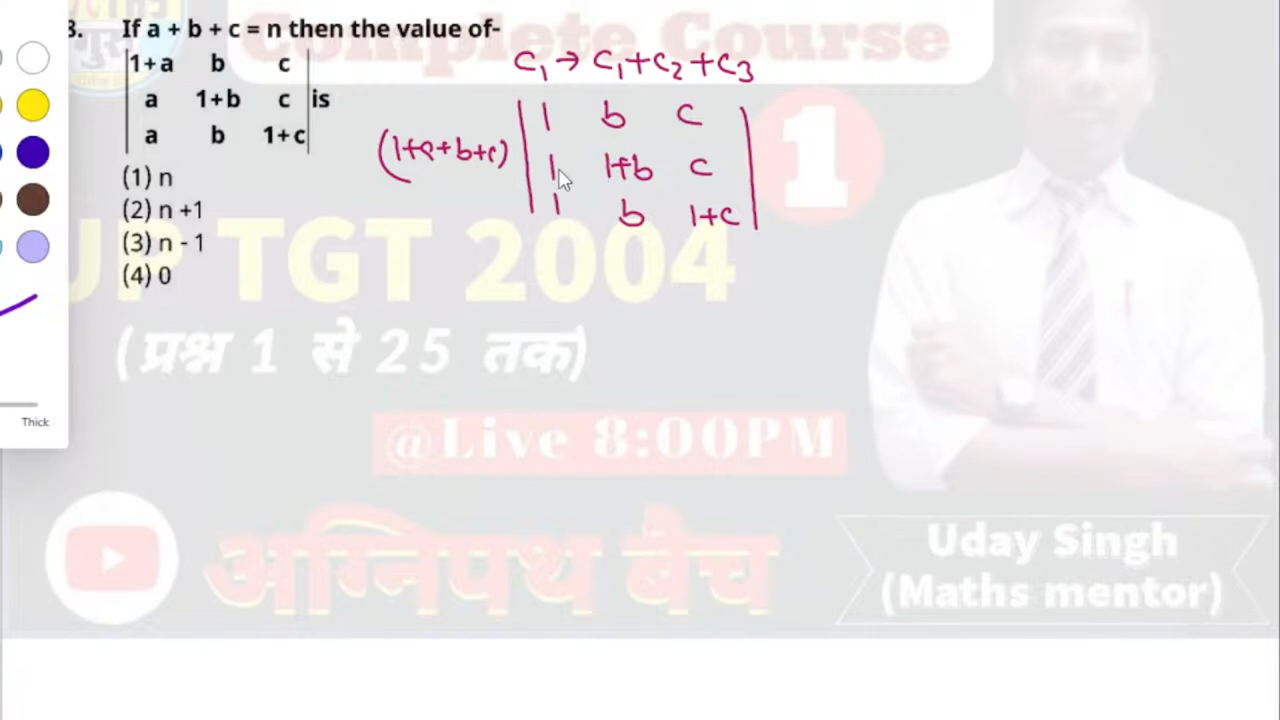 Complete Course
3. If a + b + c = n then the value of-
|1+a b c|
|a 1+b c| is
|a b 1+c|
(1) n
(2) n +1
(3) n - 1
(4) 0
C₁ → C₁+C₂+C₃
(1+a+b+c) |1 b c|
|1 1+b c|
|1 b 1+c|
1
UP TGT 2004
(प्रश्न 1 से 25 तक)
@Live 8:00PM
अग्निपथ बैच
Uday Singh
(Maths mentor)
Thick